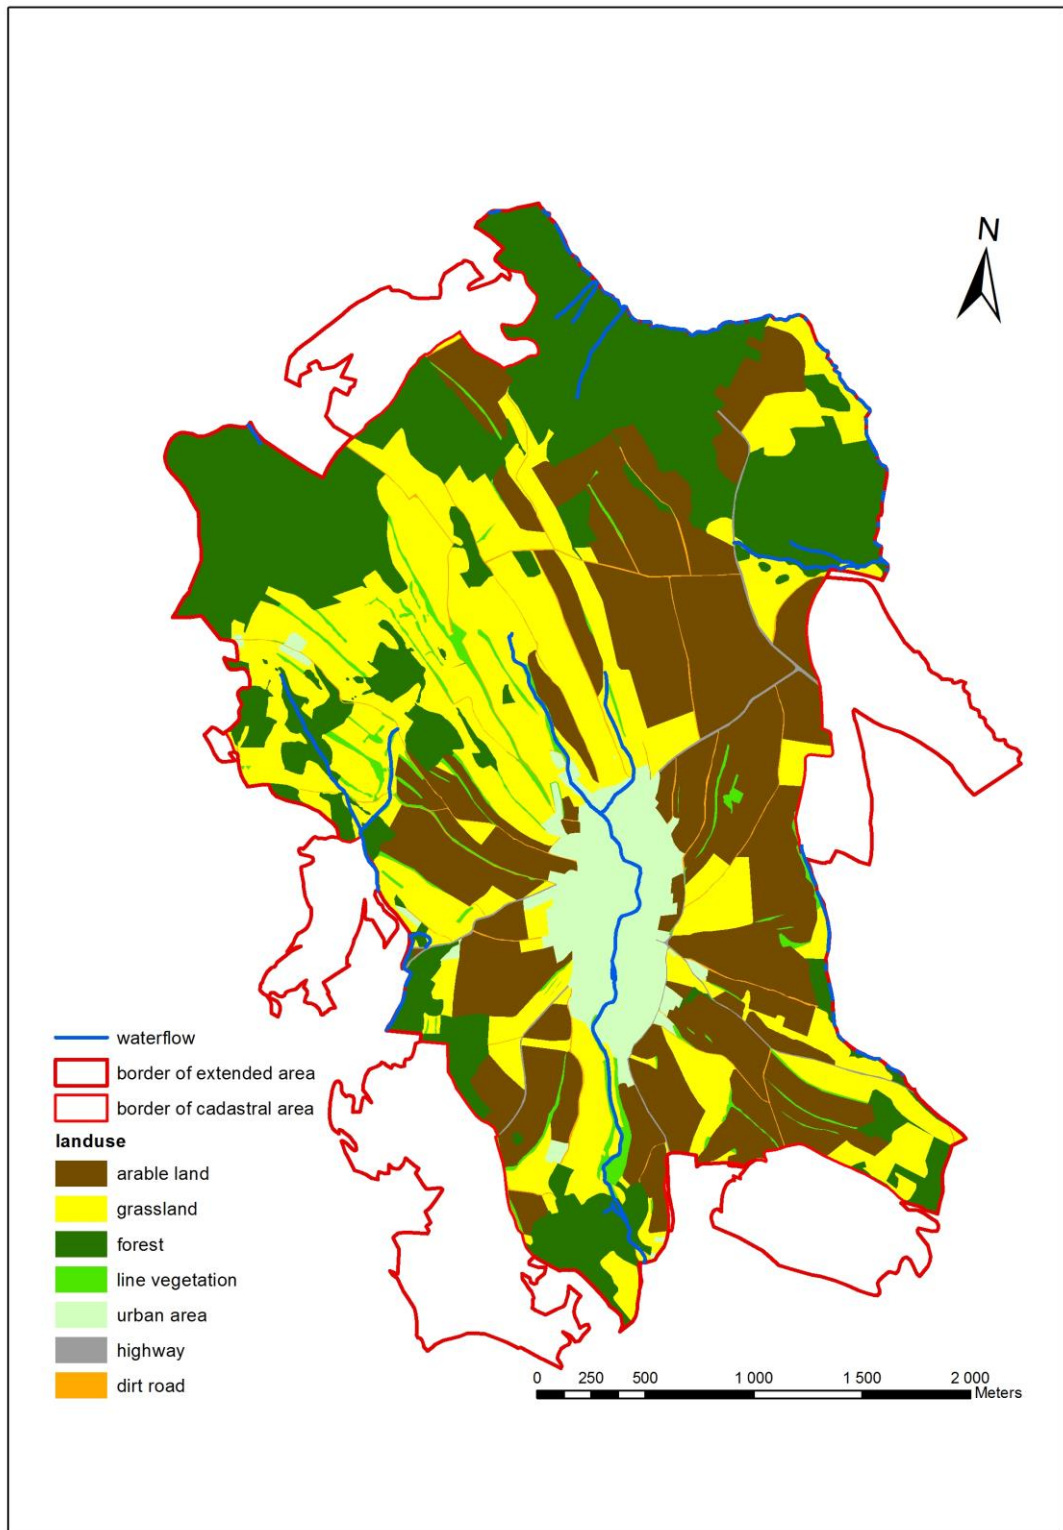 N
waterflow
border of extended area
border of cadastral area
landuse
arable land
grassland
forest
line vegetation
urban area
highway
dirt road
0 250 500 1 000 1 500 2 000
Meters